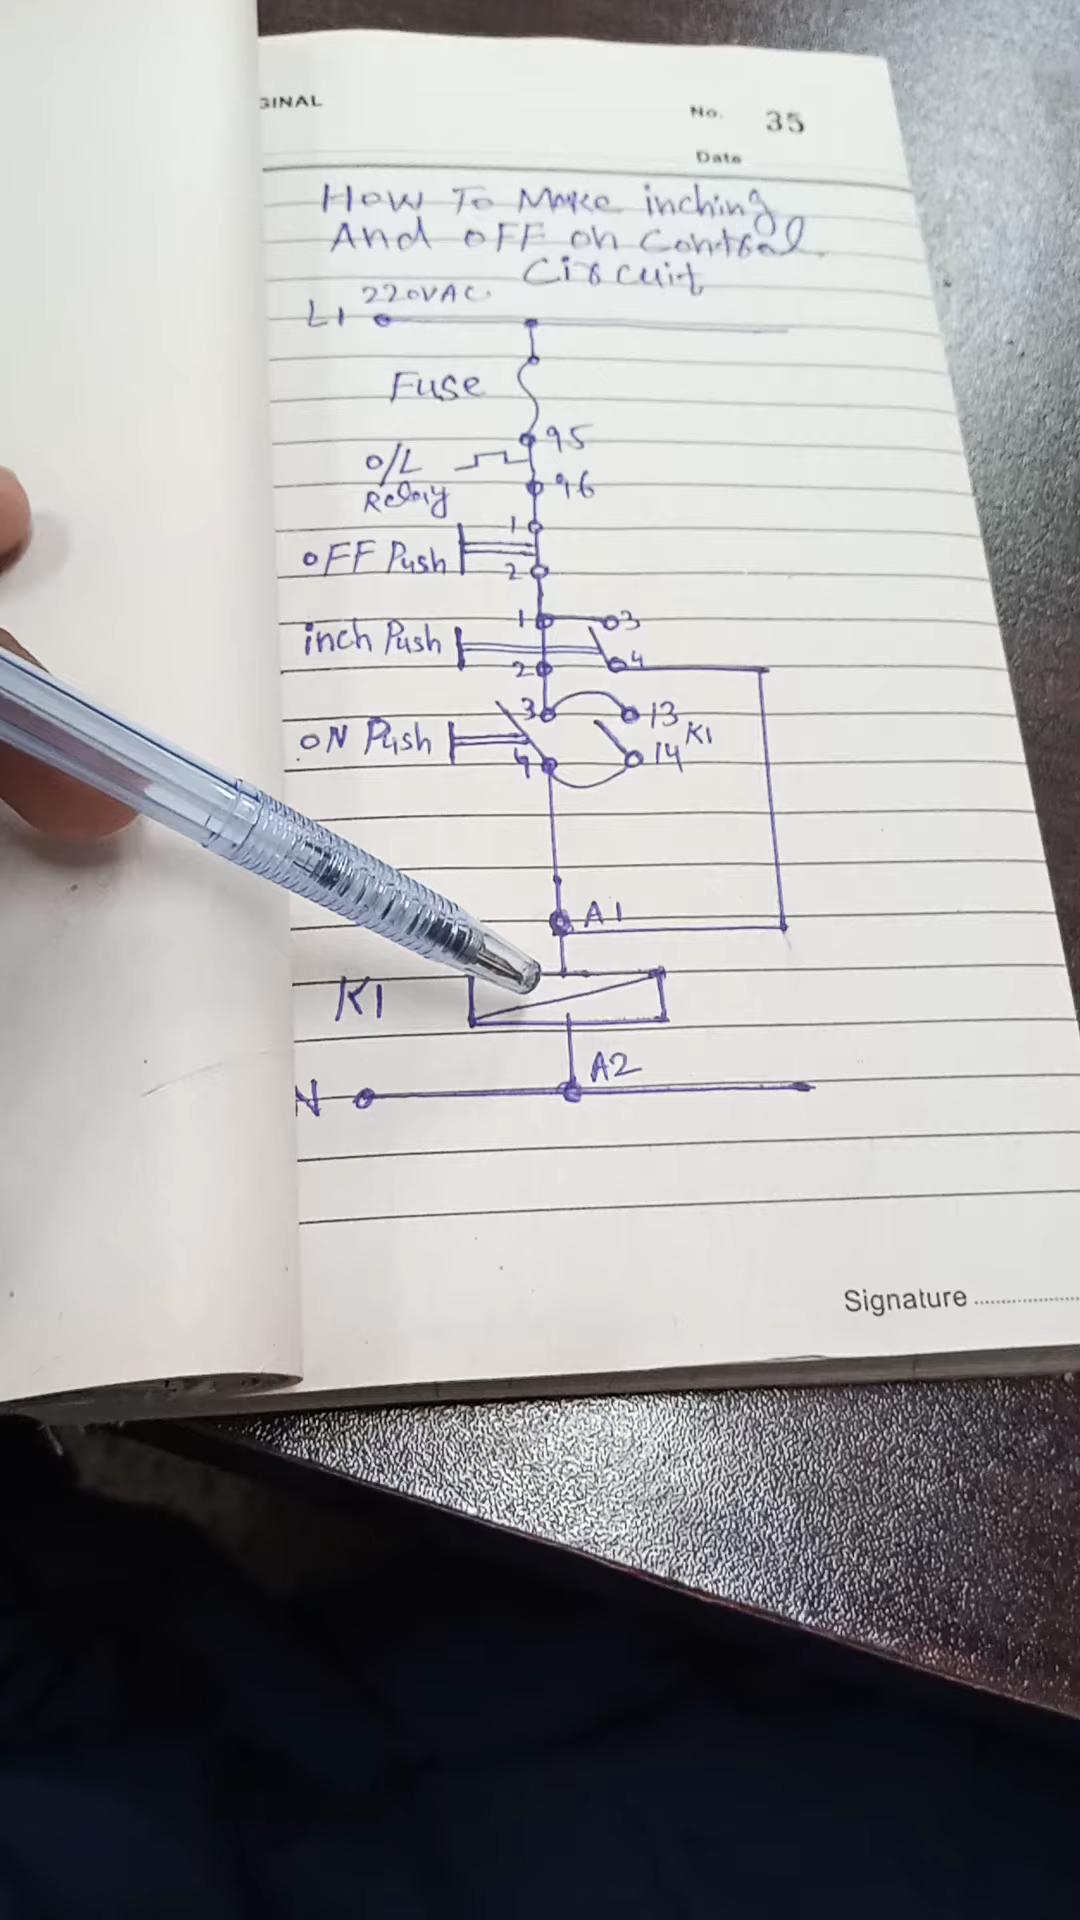 GINAL
No. 35
Date
How To Make inching
And OFF on Control
Circuit
220VAC.
L1
Fuse
95
O/L
Relay
96
1
OFF Push
2
1 3
inch Push
2 4
3 13
ON Push K1
4 14
A1
K1
A2
N
Signature